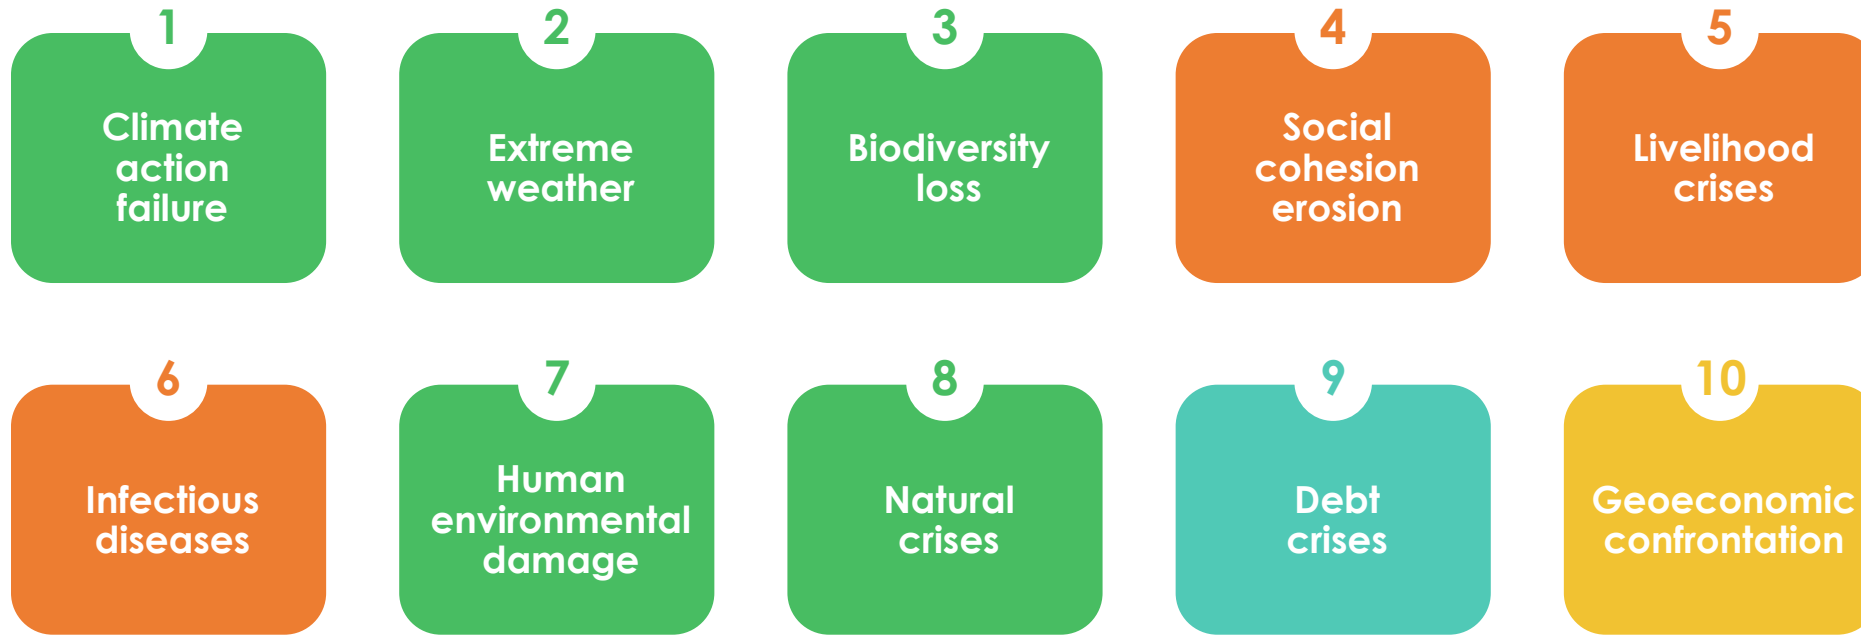 1
Climate
action
failure
2
Extreme
weather
3
Biodiversity
loss
4
Social
cohesion
erosion
5
Livelihood
crises
6
Infectious
diseases
7
Human
environmental
damage
8
Natural
crises
9
Debt
crises
10
Geoeconomic
confrontation